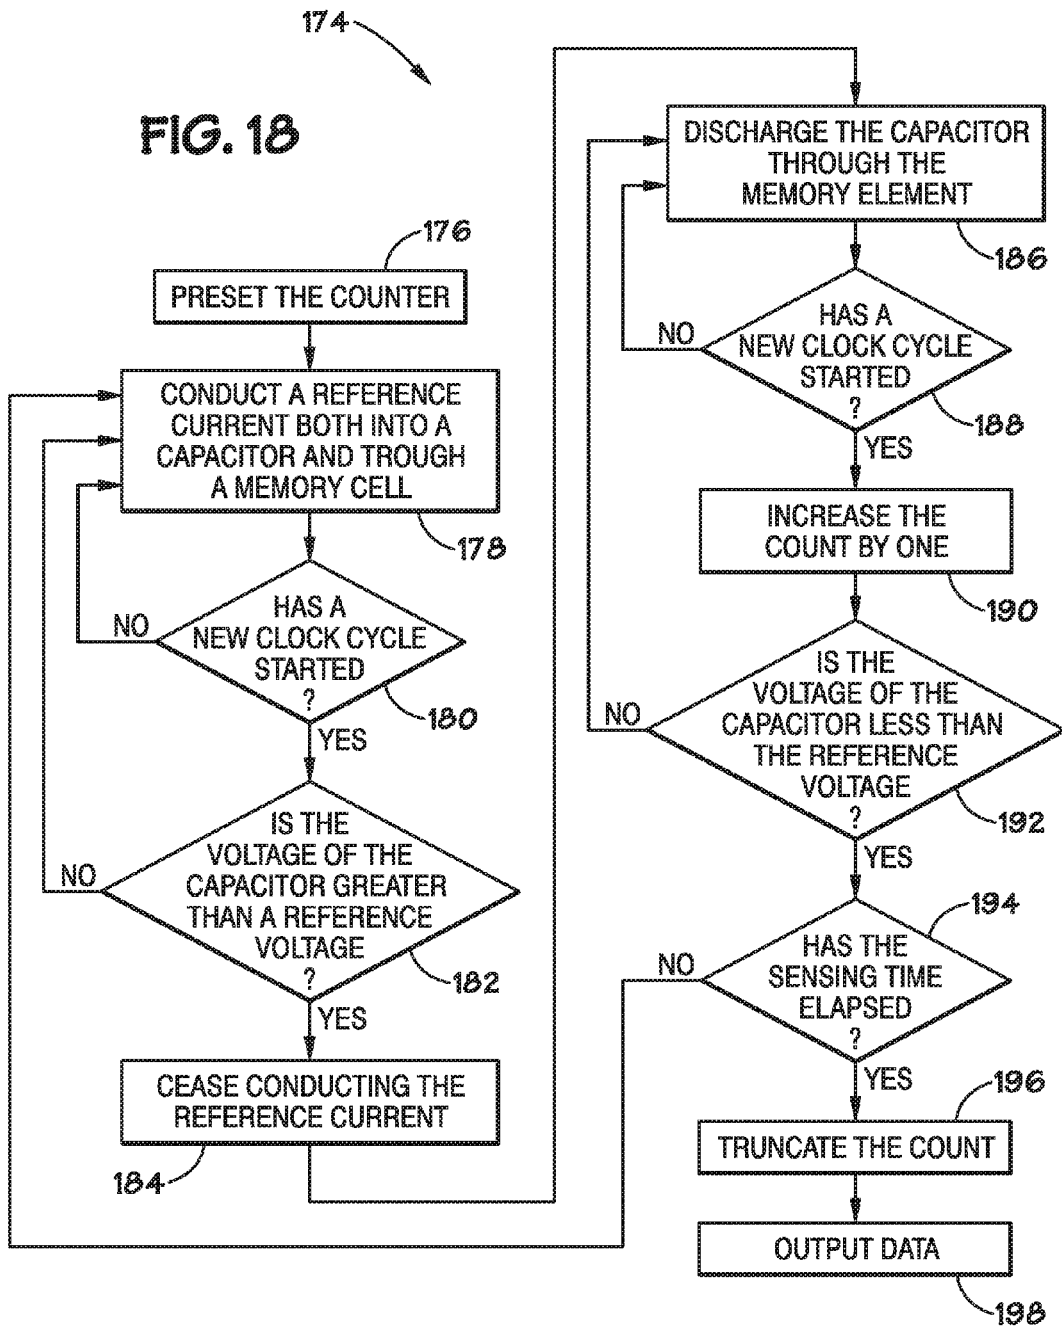 174
FIG. 18
176
PRESET THE COUNTER
CONDUCT A REFERENCE
CURRENT BOTH INTO A
CAPACITOR AND TROUGH
A MEMORY CELL
178
HAS A
NEW CLOCK CYCLE
STARTED
?
NO
180
YES
IS THE
VOLTAGE OF THE
CAPACITOR GREATER
THAN A REFERENCE
VOLTAGE
?
NO
182
YES
CEASE CONDUCTING THE
REFERENCE CURRENT
184
DISCHARGE THE CAPACITOR
THROUGH THE
MEMORY ELEMENT
186
HAS A
NEW CLOCK CYCLE
STARTED
?
NO
188
YES
INCREASE THE
COUNT BY ONE
190
IS THE
VOLTAGE OF THE
CAPACITOR LESS THAN
THE REFERENCE
VOLTAGE
?
NO
192
YES
194
HAS THE
SENSING TIME
ELAPSED
?
NO
YES
196
TRUNCATE THE COUNT
OUTPUT DATA
198